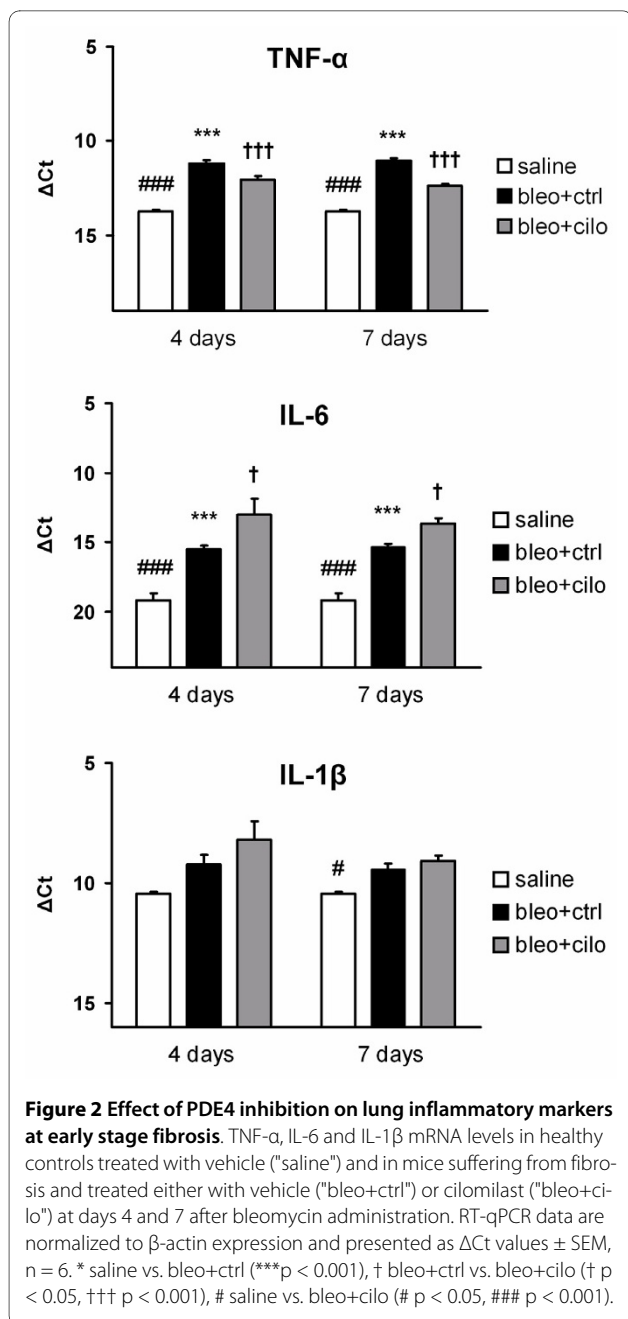 TNF-α
5
10
15
ΔCt
###
***
†††
###
***
†††
4 days
7 days
saline
bleo+ctrl
bleo+cilo
IL-6
5
10
15
20
ΔCt
###
***
†
###
***
†
4 days
7 days
saline
bleo+ctrl
bleo+cilo
IL-1β
5
10
15
ΔCt
#
4 days
7 days
saline
bleo+ctrl
bleo+cilo
Figure 2 Effect of PDE4 inhibition on lung inflammatory markers
at early stage fibrosis. TNF-α, IL-6 and IL-1β mRNA levels in healthy
controls treated with vehicle ("saline") and in mice suffering from fibro-
sis and treated either with vehicle ("bleo+ctrl") or cilomilast ("bleo+ci-
lo") at days 4 and 7 after bleomycin administration. RT-qPCR data are
normalized to β-actin expression and presented as ΔCt values ± SEM,
n = 6. * saline vs. bleo+ctrl (***p < 0.001), † bleo+ctrl vs. bleo+cilo († p
< 0.05, ††† p < 0.001), # saline vs. bleo+cilo (# p < 0.05, ### p < 0.001).